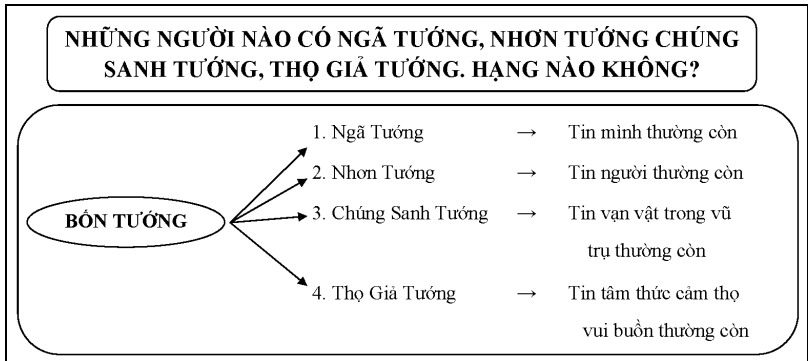 NHỮNG NGƯỜI NÀO CÓ NGÃ TƯỚNG, NHƠN TƯỚNG CHÚNG
SANH TƯỚNG, THỌ GIẢ TƯỚNG. HẠNG NÀO KHÔNG?
BỐN TƯỚNG
1. Ngã Tướng → Tin mình thường còn
2. Nhơn Tướng → Tin người thường còn
3. Chúng Sanh Tướng → Tin vạn vật trong vũ
trụ thường còn
4. Thọ Giả Tướng → Tin tâm thức cảm thọ
vui buồn thường còn